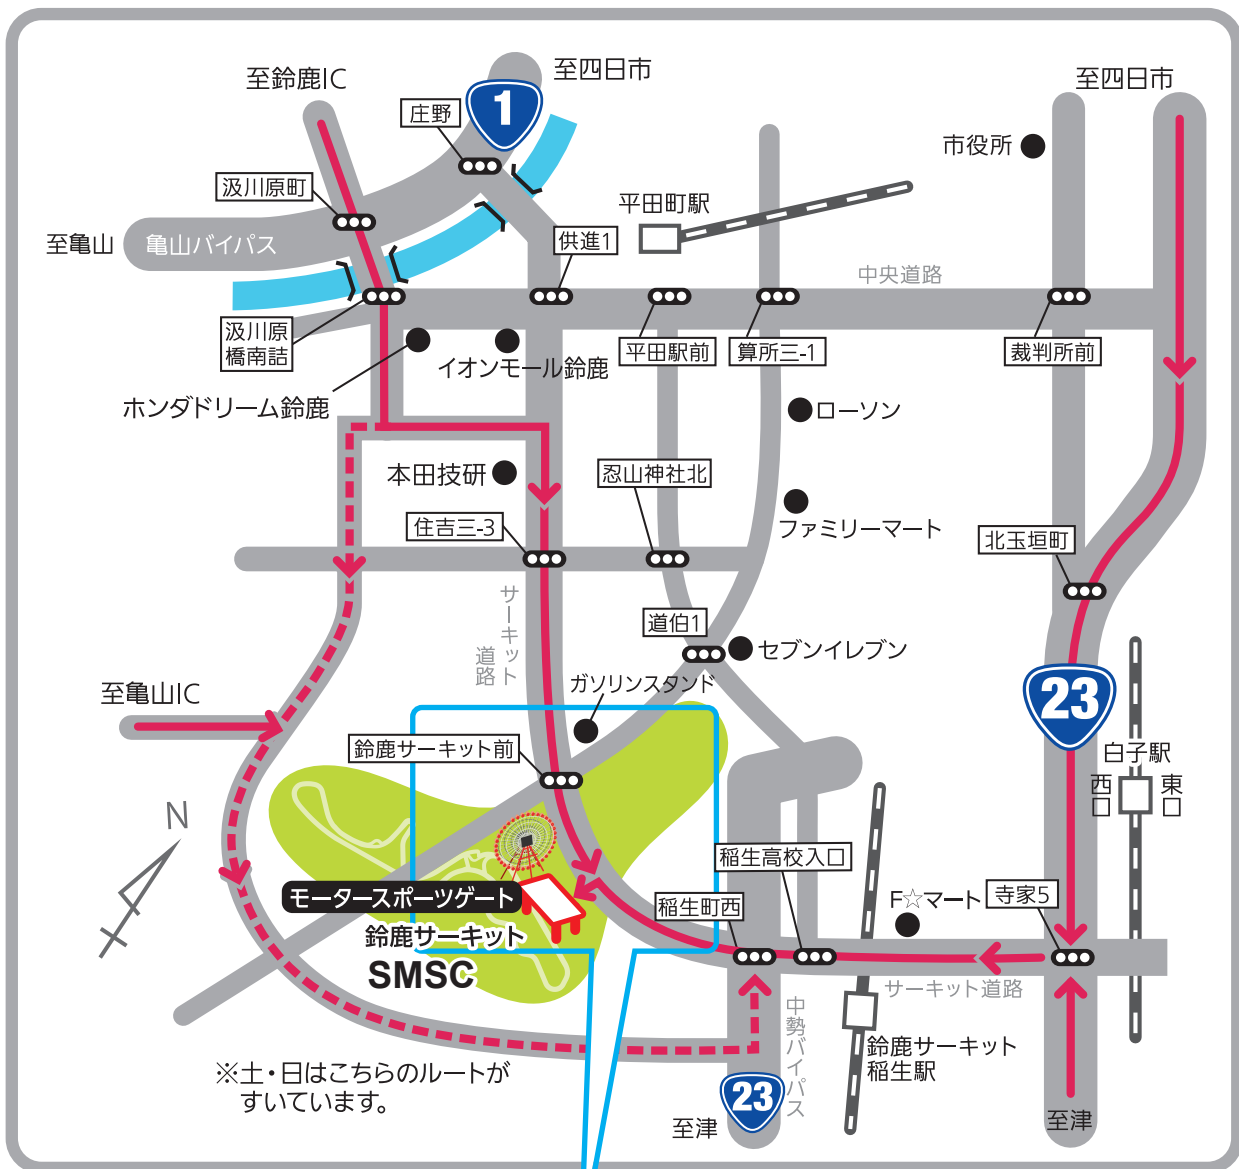 至鈴鹿IC
至四日市
至四日市
1
庄野
市役所
汲川原町
平田町駅
至亀山
亀山バイパス
供進1
中央道路
汲川原
橋南詰
平田駅前
算所三-1
裁判所前
イオンモール鈴鹿
ホンダドリーム鈴鹿
ローソン
本田技研
忍山神社北
ファミリーマート
住吉三-3
北玉垣町
サーキット
道路
道伯1
セブンイレブン
至亀山IC
ガソリンスタンド
23
鈴鹿サーキット前
白子駅
西口
東口
N
稲生高校入口
モータースポーツゲート
稲生町西
F☆マート
寺家5
鈴鹿サーキット
SMSC
サーキット道路
中勢バイパス
鈴鹿サーキット
稲生駅
※土・日はこちらのルートが
すいています。
23
至津
至津